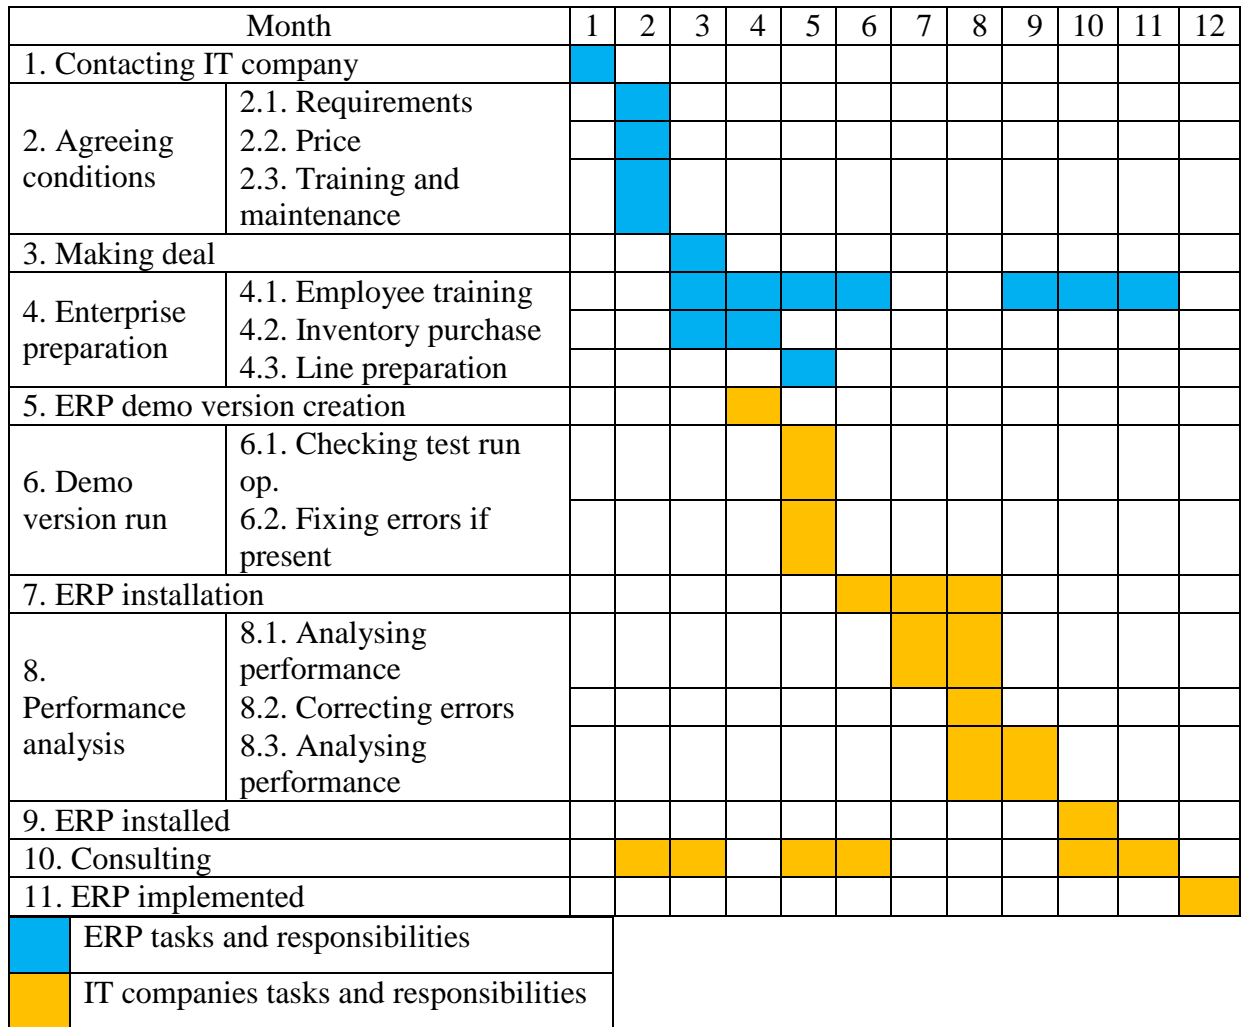 Month 1 2 3 4 5 6 7 8 9 10 11 12
1. Contacting IT company
2. Agreeing
conditions
2.1. Requirements
2.2. Price
2.3. Training and
maintenance
3. Making deal
4. Enterprise
preparation
4.1. Employee training
4.2. Inventory purchase
4.3. Line preparation
5. ERP demo version creation
6. Demo
version run
6.1. Checking test run
op.
6.2. Fixing errors if
present
7. ERP installation
8.
Performance
analysis
8.1. Analysing
performance
8.2. Correcting errors
8.3. Analysing
performance
9. ERP installed
10. Consulting
11. ERP implemented
ERP tasks and responsibilities
IT companies tasks and responsibilities